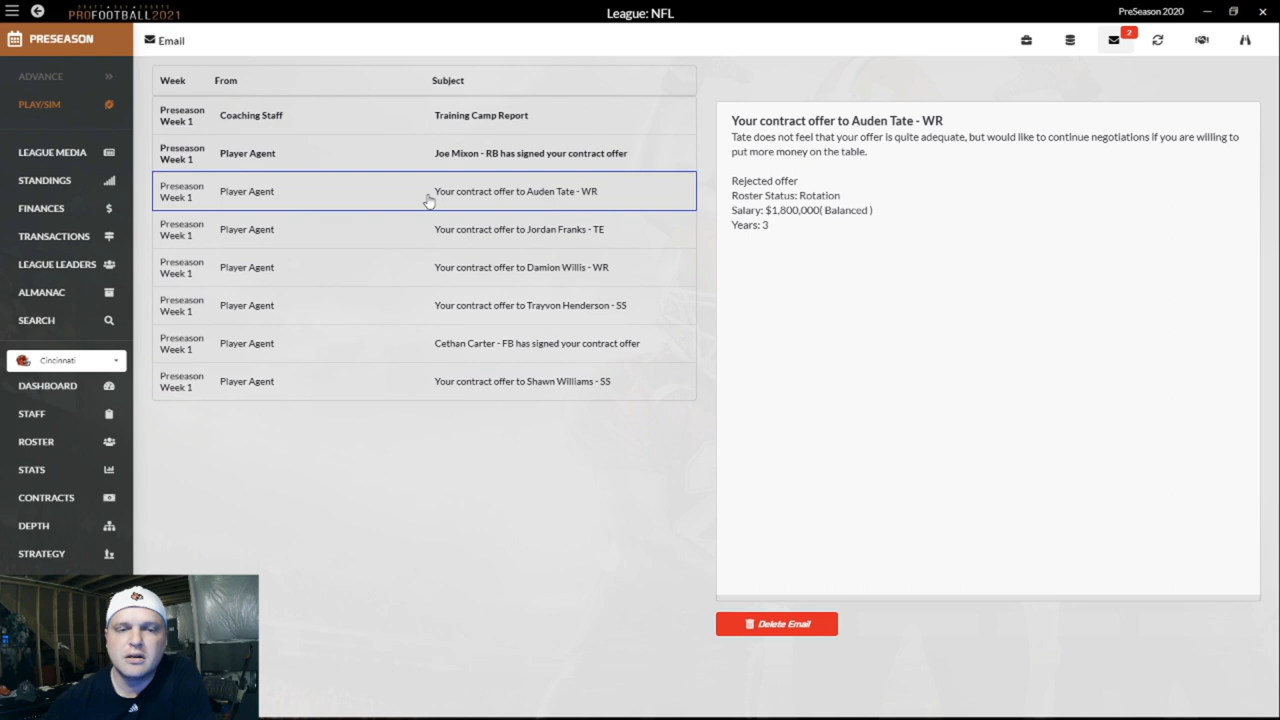 DRAFT DAY SPORTS
PROFOOTBALL2021
League: NFL
PreSeason 2020
PRESEASON
Email
2
ADVANCE
PLAY/SIM
LEAGUE MEDIA
STANDINGS
FINANCES
TRANSACTIONS
LEAGUE LEADERS
ALMANAC
SEARCH
Cincinnati
DASHBOARD
STAFF
ROSTER
STATS
CONTRACTS
DEPTH
STRATEGY
Week From Subject
Preseason Week 1 Coaching Staff Training Camp Report
Preseason Week 1 Player Agent Joe Mixon - RB has signed your contract offer
Preseason Week 1 Player Agent Your contract offer to Auden Tate - WR
Preseason Week 1 Player Agent Your contract offer to Jordan Franks - TE
Preseason Week 1 Player Agent Your contract offer to Damion Willis - WR
Preseason Week 1 Player Agent Your contract offer to Trayvon Henderson - SS
Preseason Week 1 Player Agent Cethan Carter - FB has signed your contract offer
Preseason Week 1 Player Agent Your contract offer to Shawn Williams - SS
Your contract offer to Auden Tate - WR
Tate does not feel that your offer is quite adequate, but would like to continue negotiations if you are willing to
put more money on the table.
Rejected offer
Roster Status: Rotation
Salary: $1,800,000( Balanced )
Years: 3
Delete Email